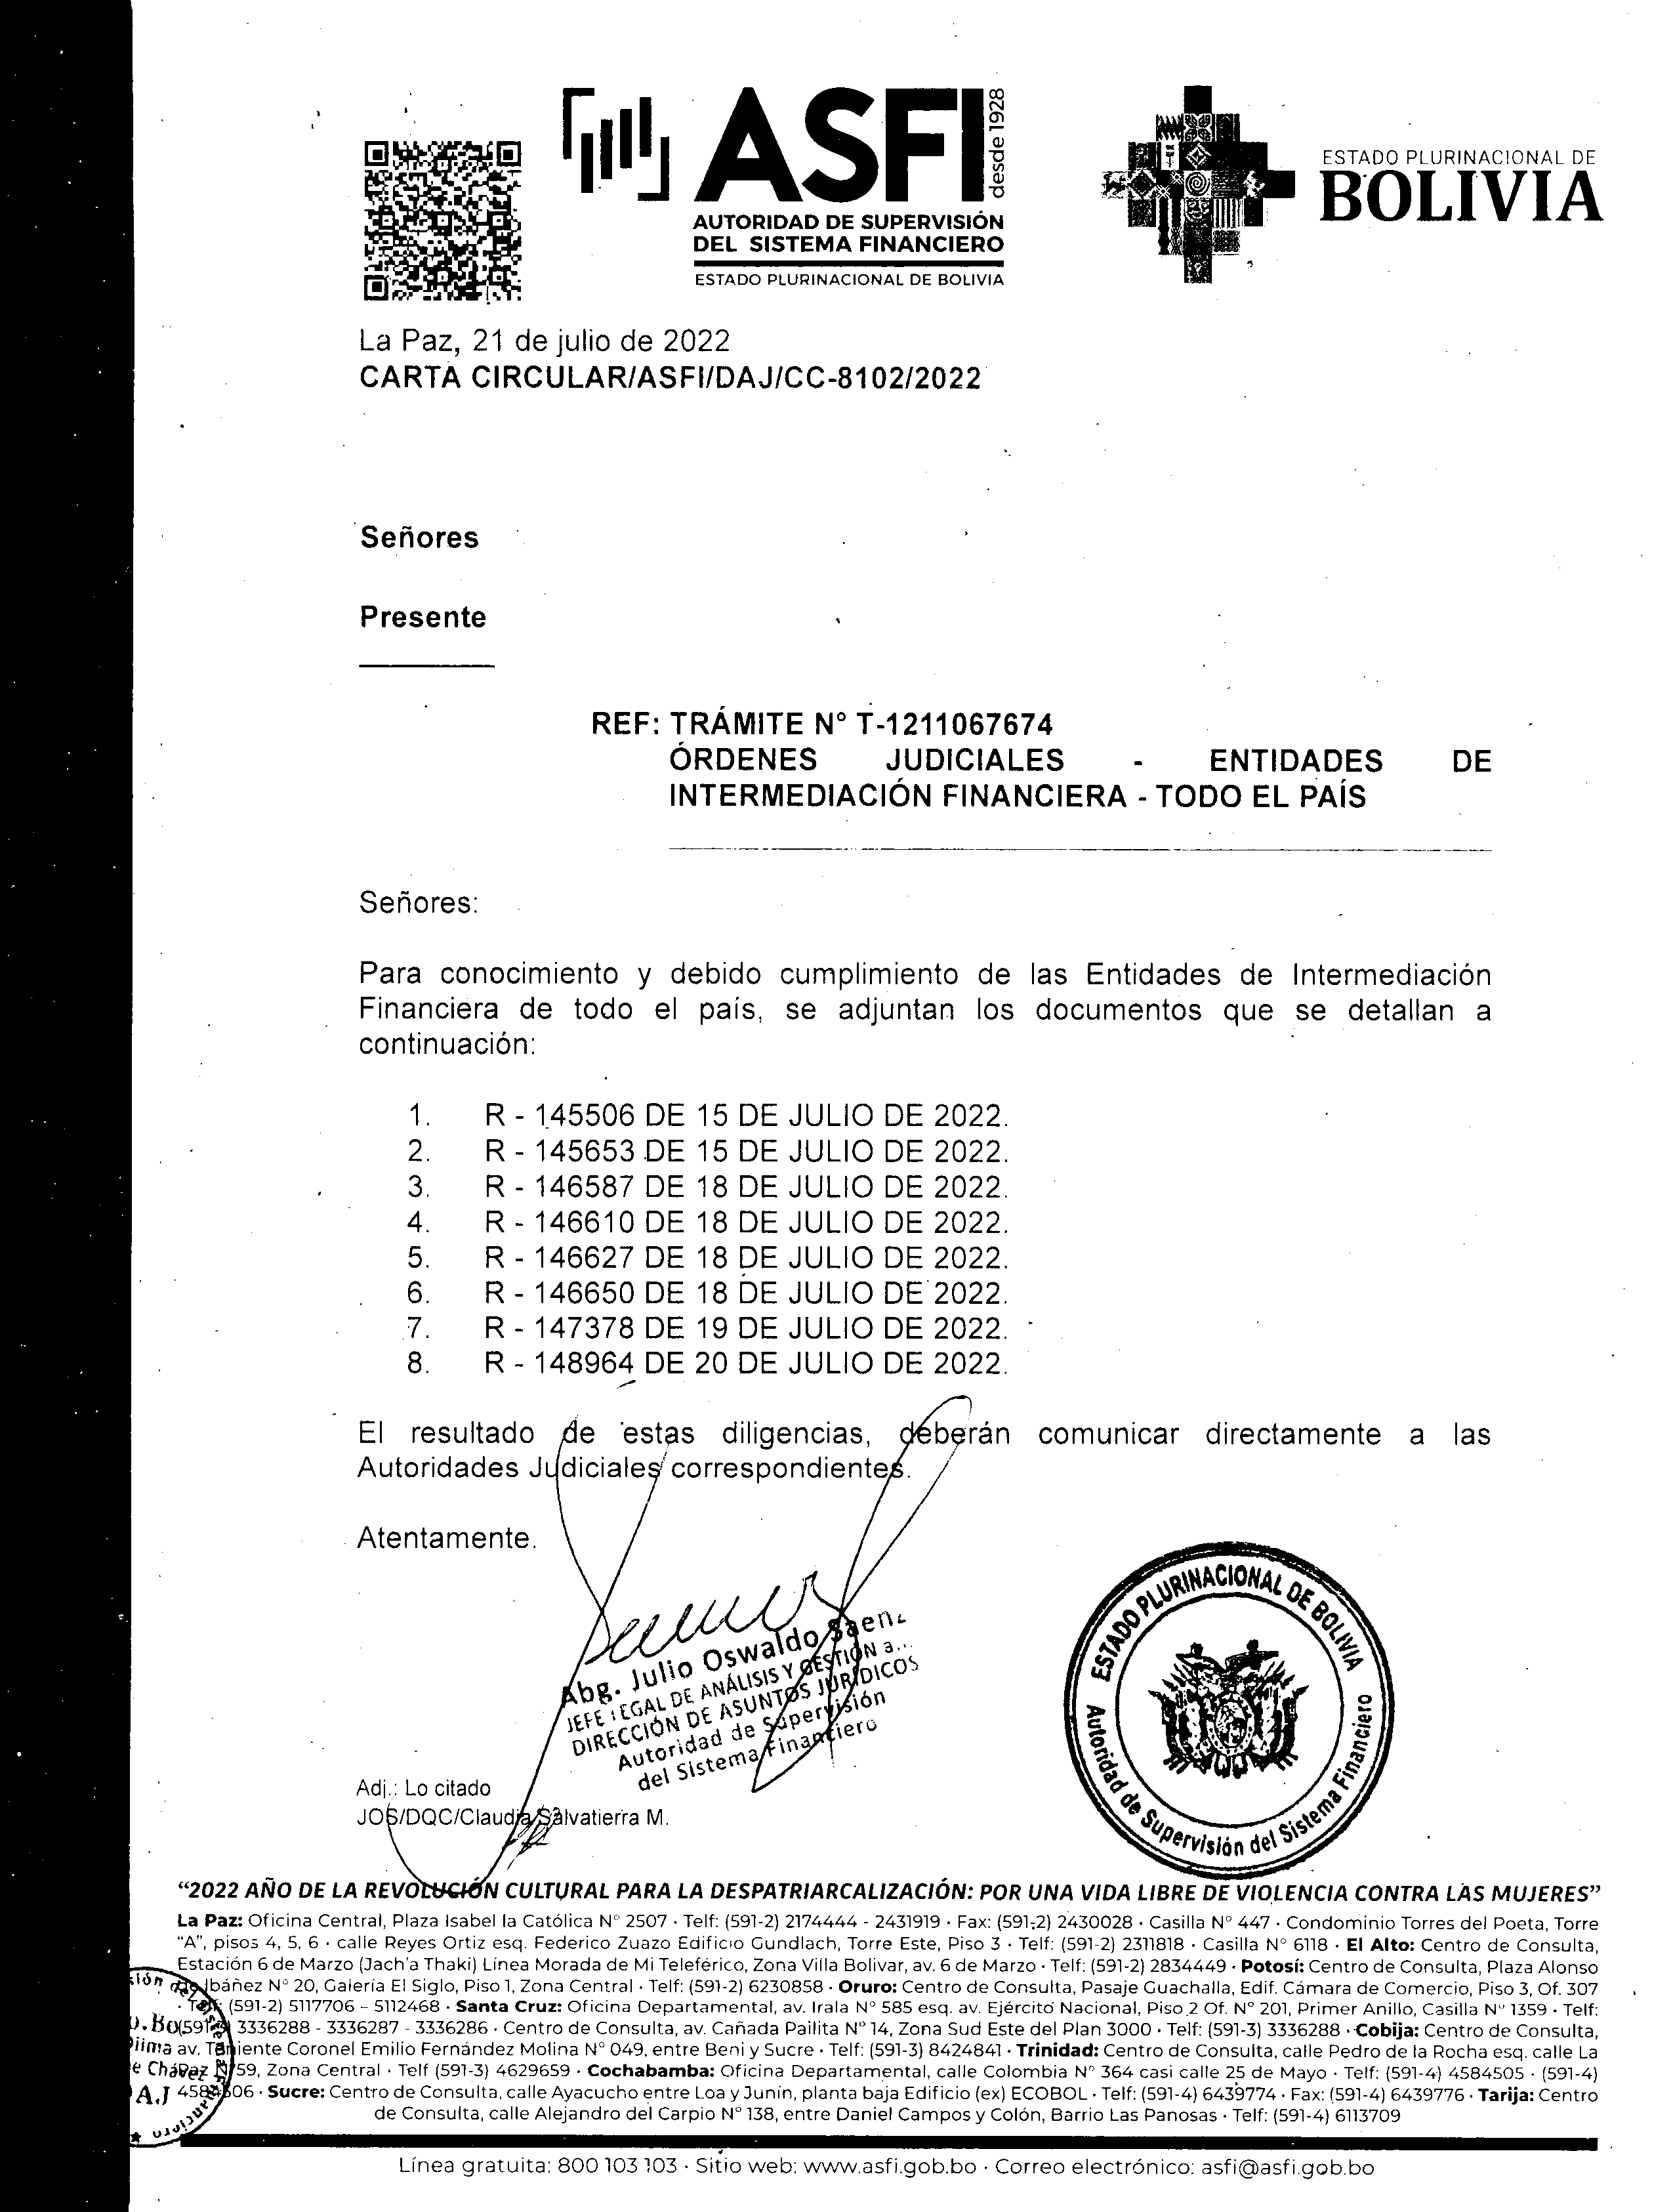 ASFI
desde 1928
AUTORIDAD DE SUPERVISIÓN
DEL SISTEMA FINANCIERO
ESTADO PLURINACIONAL DE BOLIVIA
ESTADO PLURINACIONAL DE
BOLIVIA
La Paz, 21 de julio de 2022
CARTA CIRCULAR/ASFI/DAJ/CC-8102/2022
Señores
Presente
REF: TRÁMITE N° T-1211067674
ÓRDENES JUDICIALES - ENTIDADES DE
INTERMEDIACIÓN FINANCIERA - TODO EL PAÍS
Señores:
Para conocimiento y debido cumplimiento de las Entidades de Intermediación
Financiera de todo el país, se adjuntan los documentos que se detallan a
continuación:
1. R - 145506 DE 15 DE JULIO DE 2022.
2. R - 145653 DE 15 DE JULIO DE 2022.
3. R - 146587 DE 18 DE JULIO DE 2022.
4. R - 146610 DE 18 DE JULIO DE 2022.
5. R - 146627 DE 18 DE JULIO DE 2022.
6. R - 146650 DE 18 DE JULIO DE 2022.
7. R - 147378 DE 19 DE JULIO DE 2022.
8. R - 148964 DE 20 DE JULIO DE 2022.
El resultado de estas diligencias, deberán comunicar directamente a las
Autoridades Judiciales correspondientes.
Atentamente.
Abg. Julio Oswaldo Saenz
JEFE LEGAL DE ANÁLISIS Y GESTIÓN a...
DIRECCIÓN DE ASUNTOS JURÍDICOS
Autoridad de Supervisión
del Sistema Financiero
ESTADO PLURINACIONAL DE BOLIVIA
Autoridad de Supervisión del Sistema Financiero
Adj.: Lo citado
JOS/DQC/Claudia Salvatierra M.
“2022 AÑO DE LA REVOLUCIÓN CULTURAL PARA LA DESPATRIARCALIZACIÓN: POR UNA VIDA LIBRE DE VIOLENCIA CONTRA LAS MUJERES”
La Paz: Oficina Central, Plaza Isabel la Católica N° 2507 · Telf: (591-2) 2174444 - 2431919 · Fax: (591-2) 2430028 · Casilla N° 447 · Condominio Torres del Poeta, Torre
“A”, pisos 4, 5, 6 · calle Reyes Ortiz esq. Federico Zuazo Edificio Gundlach, Torre Este, Piso 3 · Telf: (591-2) 2311818 · Casilla N° 6118 · El Alto: Centro de Consulta,
Estación 6 de Marzo (Jach'a Thaki) Línea Morada de Mi Teleférico, Zona Villa Bolivar, av. 6 de Marzo · Telf: (591-2) 2834449 · Potosí: Centro de Consulta, Plaza Alonso
de Ibáñez N° 20, Galería El Siglo, Piso 1, Zona Central · Telf: (591-2) 6230858 · Oruro: Centro de Consulta, Pasaje Guachalla, Edif. Cámara de Comercio, Piso 3, Of. 307
· Telf: (591-2) 5117706 – 5112468 · Santa Cruz: Oficina Departamental, av. Irala N° 585 esq. av. Ejército Nacional, Piso 2 Of. N° 201, Primer Anillo, Casilla N° 1359 · Telf:
(591-3) 3336288 - 3336287 - 3336286 · Centro de Consulta, av. Cañada Pailita N° 14, Zona Sud Este del Plan 3000 · Telf: (591-3) 3336288 · Cobija: Centro de Consulta,
av. Teniente Coronel Emilio Fernández Molina N° 049, entre Beni y Sucre · Telf: (591-3) 8424841 · Trinidad: Centro de Consulta, calle Pedro de la Rocha esq. calle La
59, Zona Central · Telf (591-3) 4629659 · Cochabamba: Oficina Departamental, calle Colombia N° 364 casi calle 25 de Mayo · Telf: (591-4) 4584505 · (591-4)
4584506 · Sucre: Centro de Consulta, calle Ayacucho entre Loa y Junín, planta baja Edificio (ex) ECOBOL · Telf: (591-4) 6439774 · Fax: (591-4) 6439776 · Tarija: Centro
de Consulta, calle Alejandro del Carpio N° 138, entre Daniel Campos y Colón, Barrio Las Panosas · Telf: (591-4) 6113709
Línea gratuita: 800 103 103 · Sitio web: www.asfi.gob.bo · Correo electrónico: asfi@asfi.gob.bo